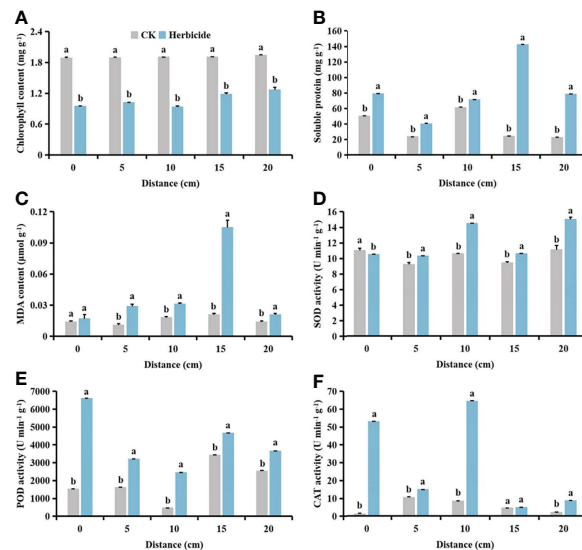 A
CK Herbicide
Chlorophyll content (mg g⁻¹)
2.4
1.8
1.2
0.6
0
a a a a a
b b b b b
0 5 10 15 20
Distance (cm)
B
Soluble protein (mg g⁻¹)
160
140
120
100
80
60
40
20
0
b a b a b a b a b a
0 5 10 15 20
Distance (cm)
C
MDA content (μmol g⁻¹)
0.12
0.09
0.06
0.03
0
a a b a b a b a b a
0 5 10 15 20
Distance (cm)
D
SOD activity (U min⁻¹ g⁻¹)
16
14
12
10
8
6
4
2
0
a b b a b a b a b a
0 5 10 15 20
Distance (cm)
E
POD activity (U min⁻¹ g⁻¹)
7000
6000
5000
4000
3000
2000
1000
0
b a b a b a b a b a
0 5 10 15 20
Distance (cm)
F
CAT activity (U min⁻¹ g⁻¹)
70
60
50
40
30
20
10
0
b a b a b a a a b a
0 5 10 15 20
Distance (cm)